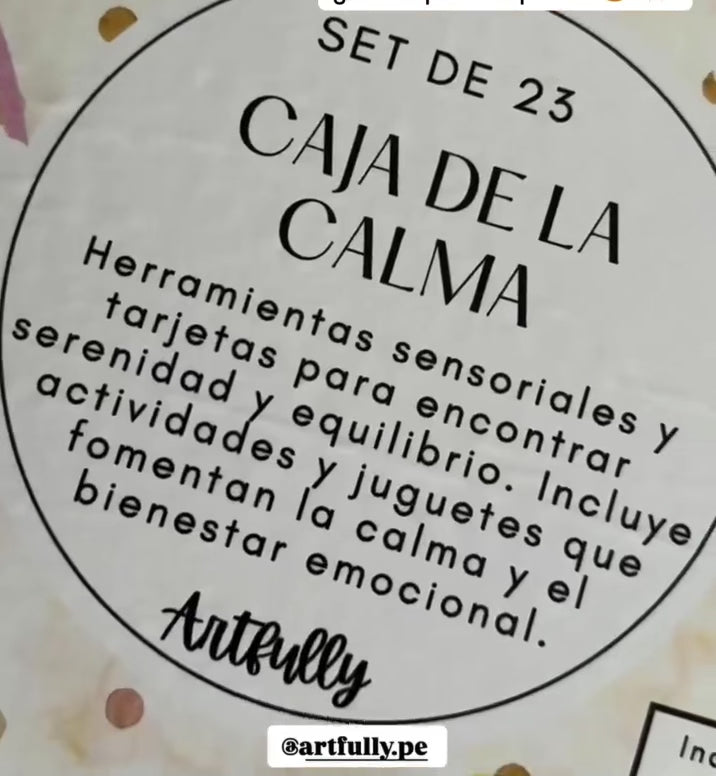 SET DE 23
CAJA DE LA
CALMA
Herramientas sensoriales y
tarjetas para encontrar
serenidad y equilibrio. Incluye
actividades y juguetes que
fomentan la calma y el
bienestar emocional.
Artfully
@artfully.pe